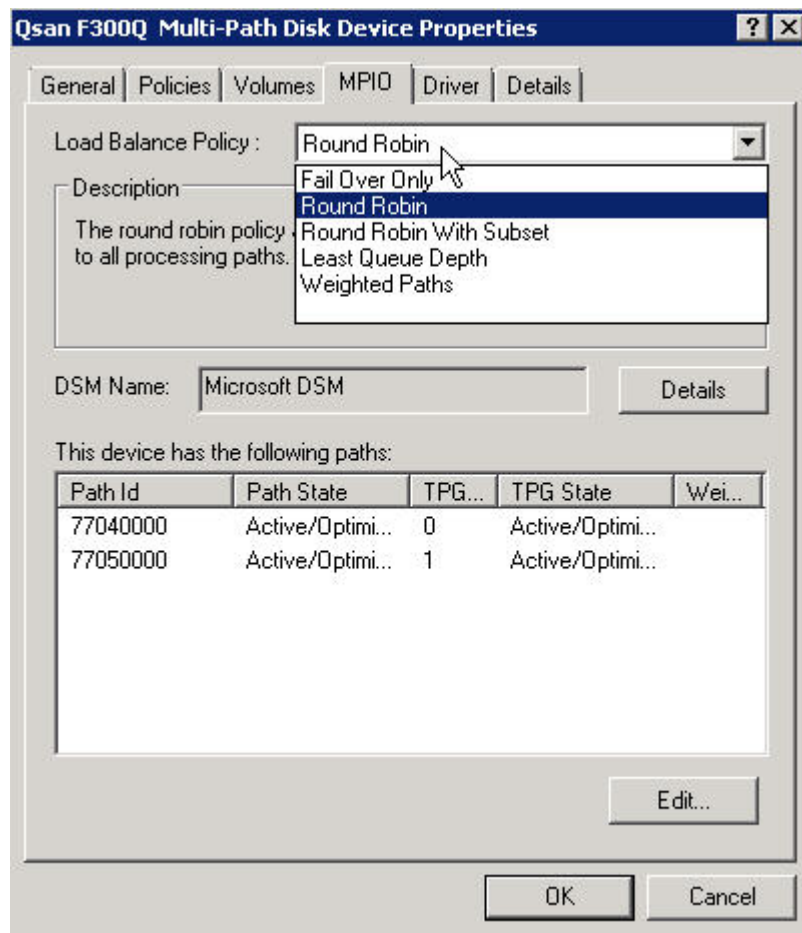 Qsan F300Q Multi-Path Disk Device Properties
General Policies Volumes MPIO Driver Details
Load Balance Policy : Round Robin
Fail Over Only
Round Robin
Round Robin With Subset
Least Queue Depth
Weighted Paths
Description
The round robin policy
to all processing paths.
DSM Name: Microsoft DSM Details
This device has the following paths:
Path Id Path State TPG... TPG State Wei...
77040000 Active/Optimi... 0 Active/Optimi...
77050000 Active/Optimi... 1 Active/Optimi...
Edit...
OK Cancel